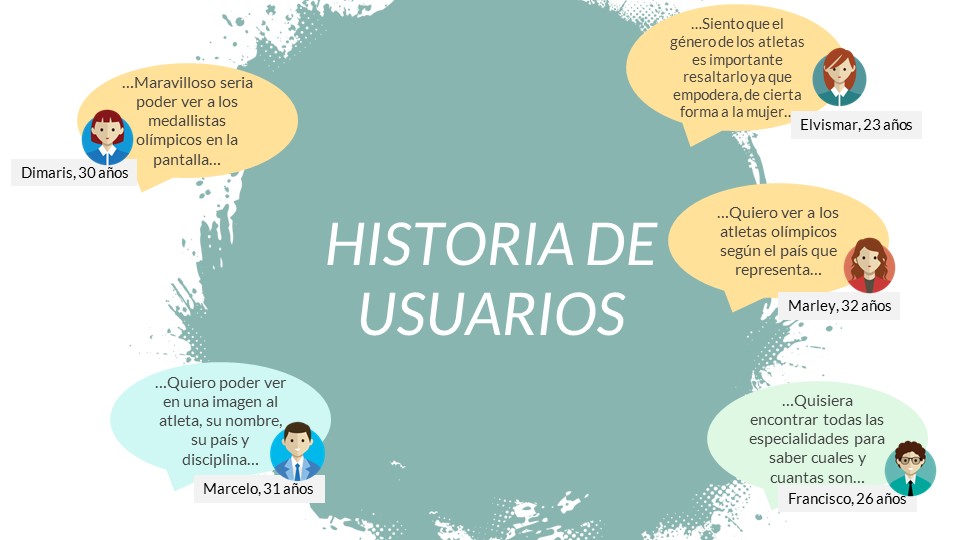 ...Maravilloso seria
poder ver a los
medallistas
olímpicos en la
pantalla...
Dimaris, 30 años
...Siento que el
género de los atletas
es importante
resaltarlo ya que
empodera, de cierta
forma a la mujer...
Elvismar, 23 años
HISTORIA DE
USUARIOS
...Quiero ver a los
atletas olímpicos
según el país que
representa...
Marley, 32 años
...Quiero poder ver
en una imagen al
atleta, su nombre,
su país y
disciplina...
Marcelo, 31 años
...Quisiera
encontrar todas las
especialidades para
saber cuales y
cuantas son...
Francisco, 26 años